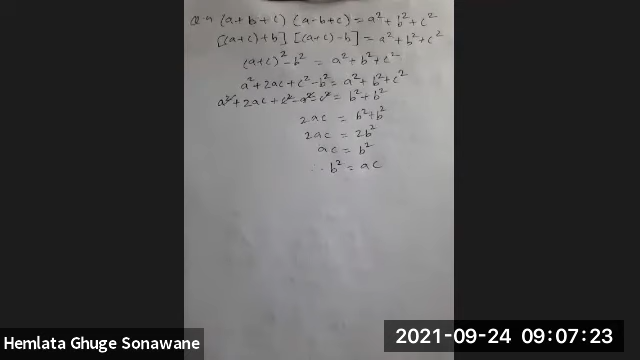 Q.4 (a+b+c) (a-b+c) = a²+b²+c²
[(a+c)+b] [(a+c)-b] = a²+b²+c²
(a+c)²-b² = a²+b²+c²
a²+2ac+c²-b² = a²+b²+c²
a²+2ac+c²-a²-c² = b²+b²
2ac = b²+b²
2ac = 2b²
ac = b²
∴ b² = ac
Hemlata Ghuge Sonawane
2021-09-24 09:07:23